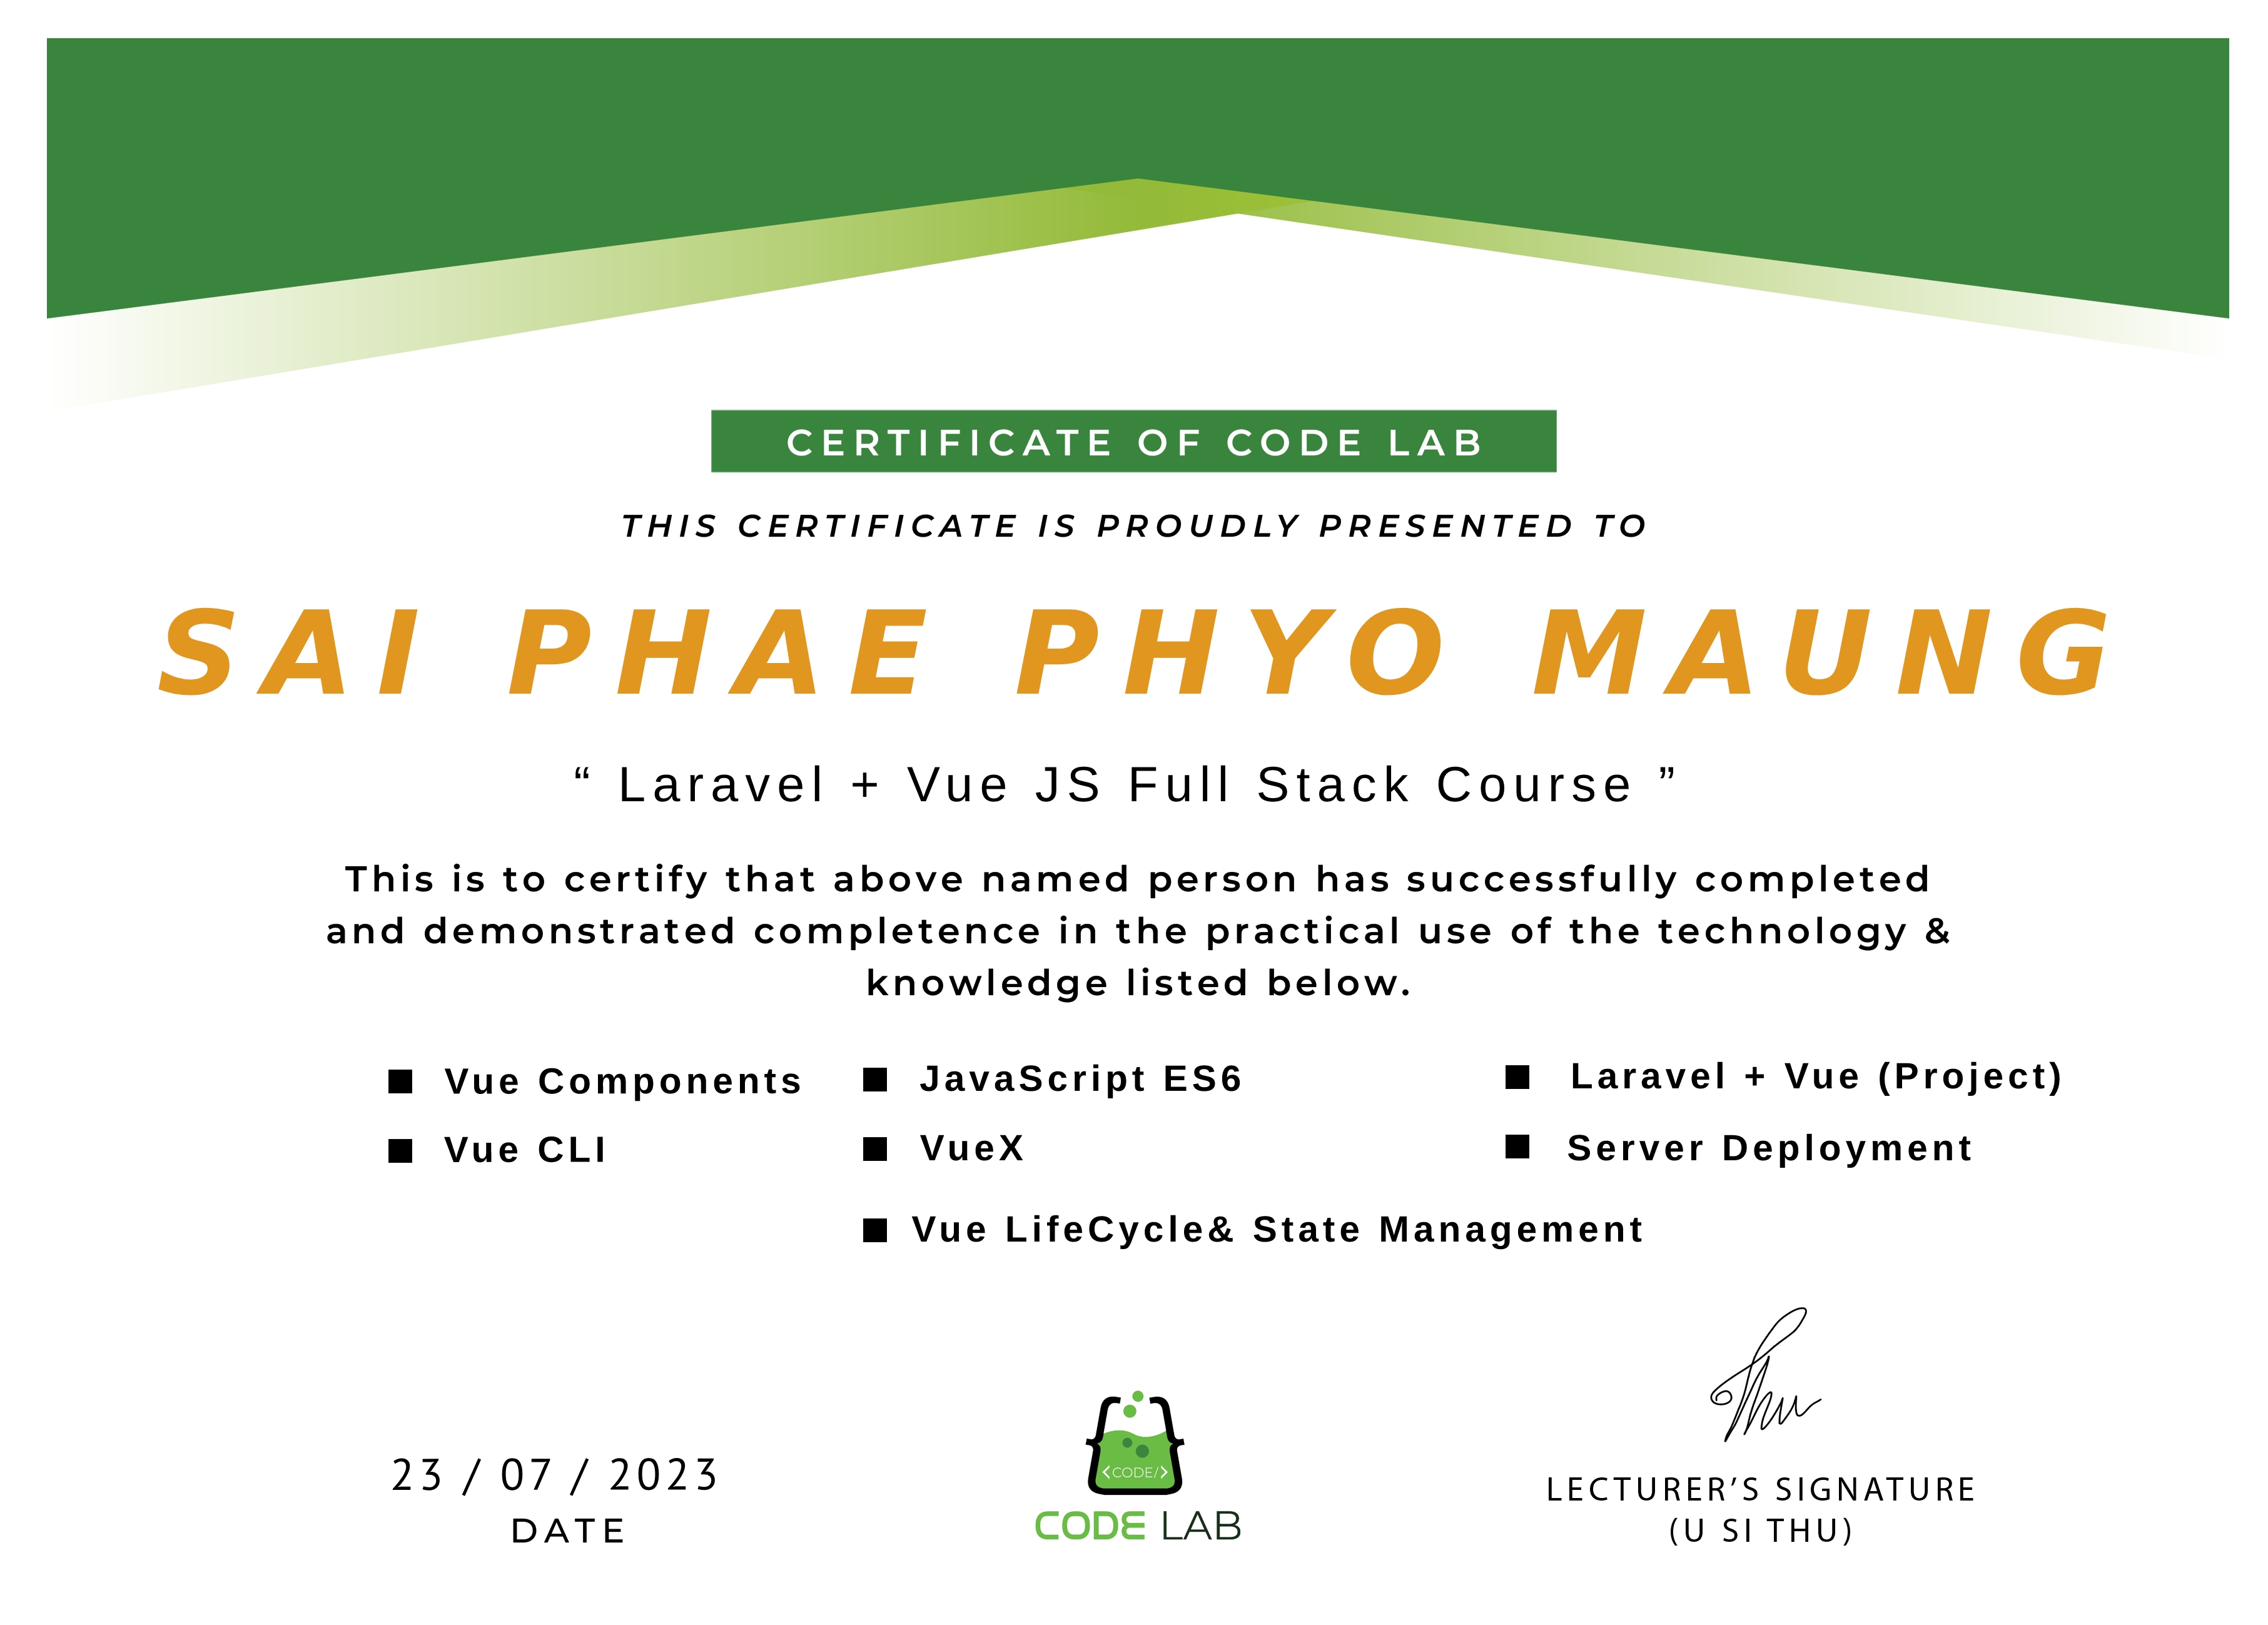 CERTIFICATE OF CODE LAB
THIS CERTIFICATE IS PROUDLY PRESENTED TO
SAI PHAE PHYO MAUNG
“ Laravel + Vue JS Full Stack Course ”
This is to certify that above named person has successfully completed
and demonstrated completence in the practical use of the technology &
knowledge listed below.
■ Vue Components
■ Vue CLI
■ JavaScript ES6
■ VueX
■ Vue LifeCycle& State Management
■ Laravel + Vue (Project)
■ Server Deployment
23 / 07 / 2023
DATE
<CODE/>
CODE LAB
Thu
LECTURER’S SIGNATURE
(U SI THU)